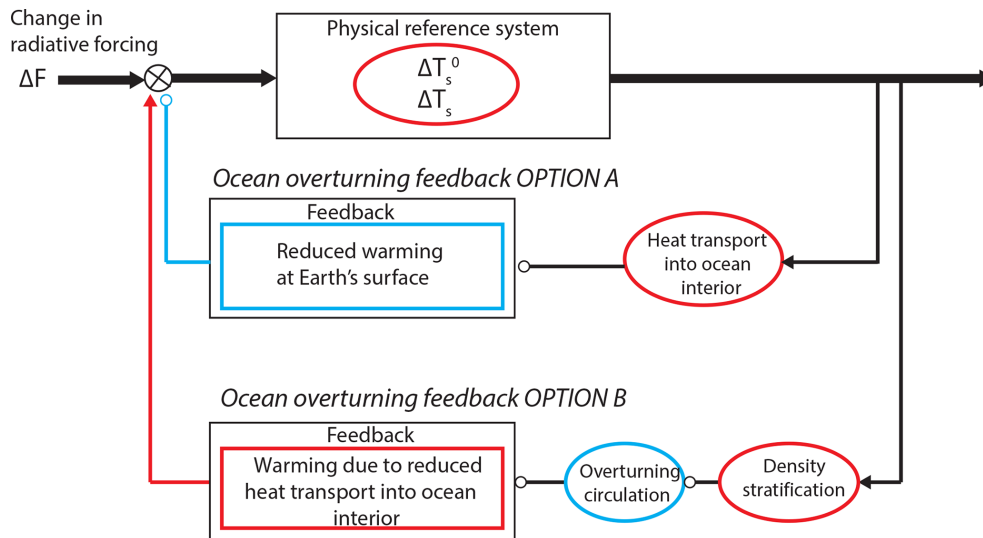 Change in
radiative forcing
ΔF
Physical reference system
ΔTs⁰
ΔTs
Ocean overturning feedback OPTION A
Feedback
Reduced warming
at Earth's surface
Heat transport
into ocean
interior
Ocean overturning feedback OPTION B
Feedback
Warming due to reduced
heat transport into ocean
interior
Overturning
circulation
Density
stratification